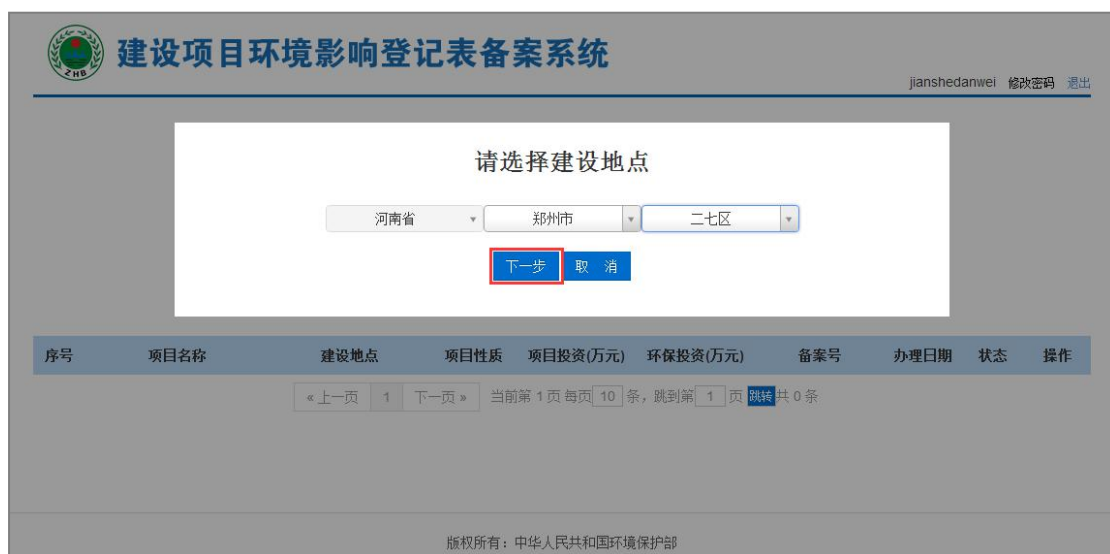 ZHB
建设项目环境影响登记表备案系统
jianshedanwei 修改密码 退出
请选择建设地点
河南省 郑州市 二七区
下一步 取 消
序号 项目名称 建设地点 项目性质 项目投资(万元) 环保投资(万元) 备案号 办理日期 状态 操作
«上一页 1 下一页» 当前第 1 页 每页 10 条，跳到第 1 页 跳转 共 0 条
版权所有：中华人民共和国环境保护部